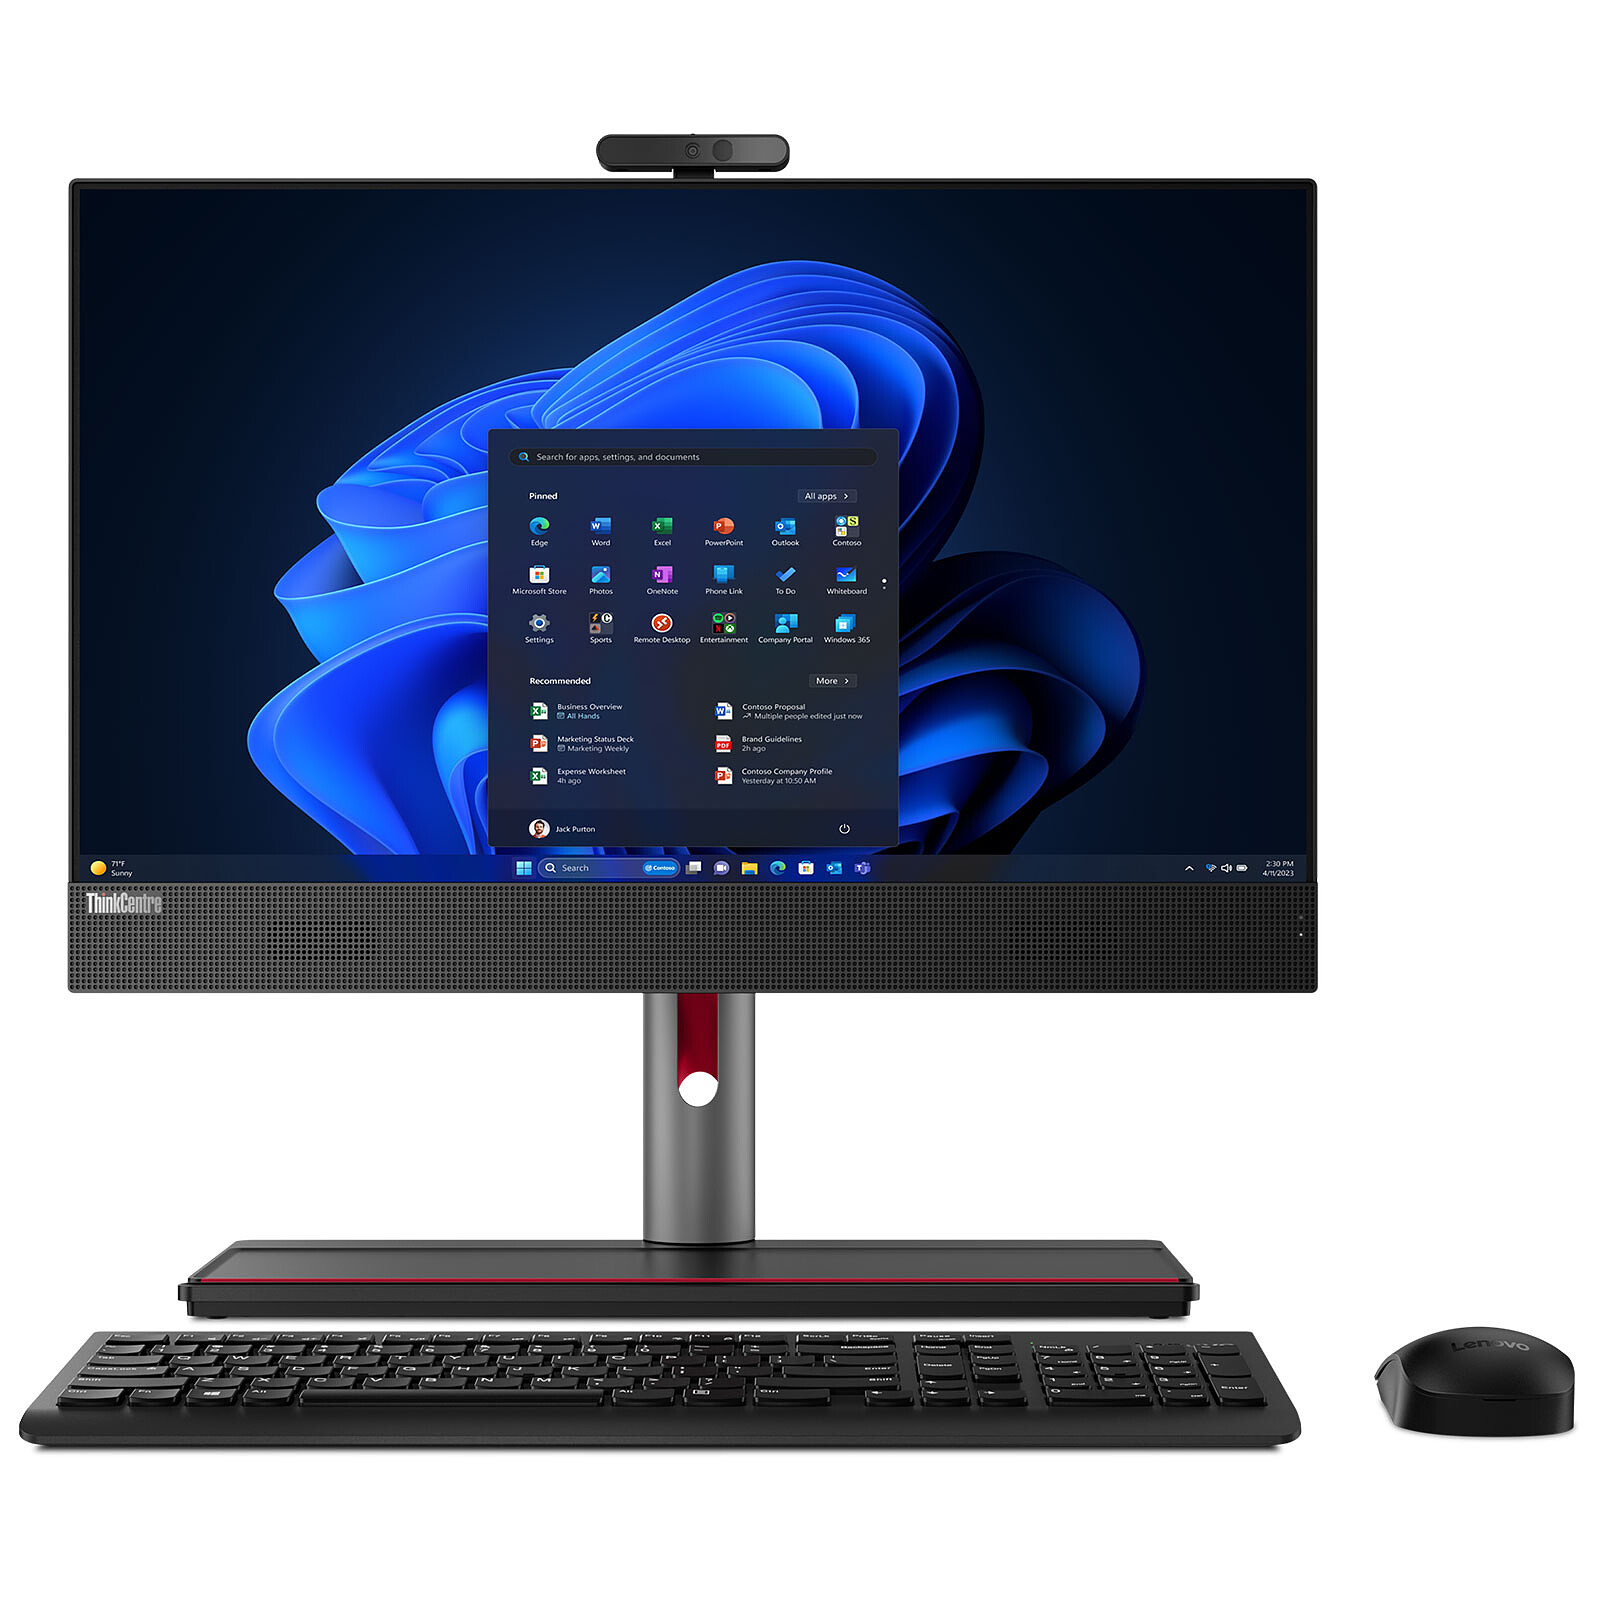 Search for apps, settings, and documents
Pinned
All apps >
Edge
Word
Excel
PowerPoint
Outlook
Contoso
Microsoft Store
Photos
OneNote
Phone Link
To Do
Whiteboard
Settings
Sports
Remote Desktop
Entertainment
Company Portal
Windows 365
Recommended
More >
Business Overview
All Hands
Contoso Proposal
Multiple people edited just now
Marketing Status Deck
Marketing Weekly
PDF
Brand Guidelines
2h ago
Expense Worksheet
4h ago
Contoso Company Profile
Yesterday at 10:50 AM
Jack Purton
71°F
Sunny
Search
Contoso
2:30 PM
4/11/2023
ThinkCentre
Lenovo